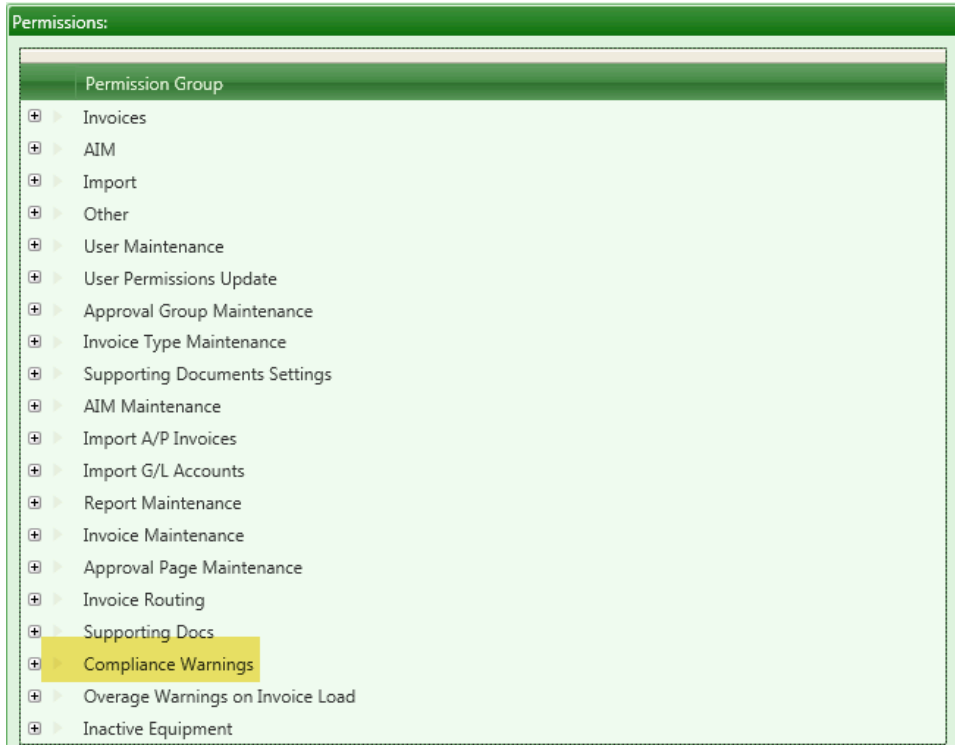 Permissions:
Permission Group
Invoices
AIM
Import
Other
User Maintenance
User Permissions Update
Approval Group Maintenance
Invoice Type Maintenance
Supporting Documents Settings
AIM Maintenance
Import A/P Invoices
Import G/L Accounts
Report Maintenance
Invoice Maintenance
Approval Page Maintenance
Invoice Routing
Supporting Docs
Compliance Warnings
Overage Warnings on Invoice Load
Inactive Equipment